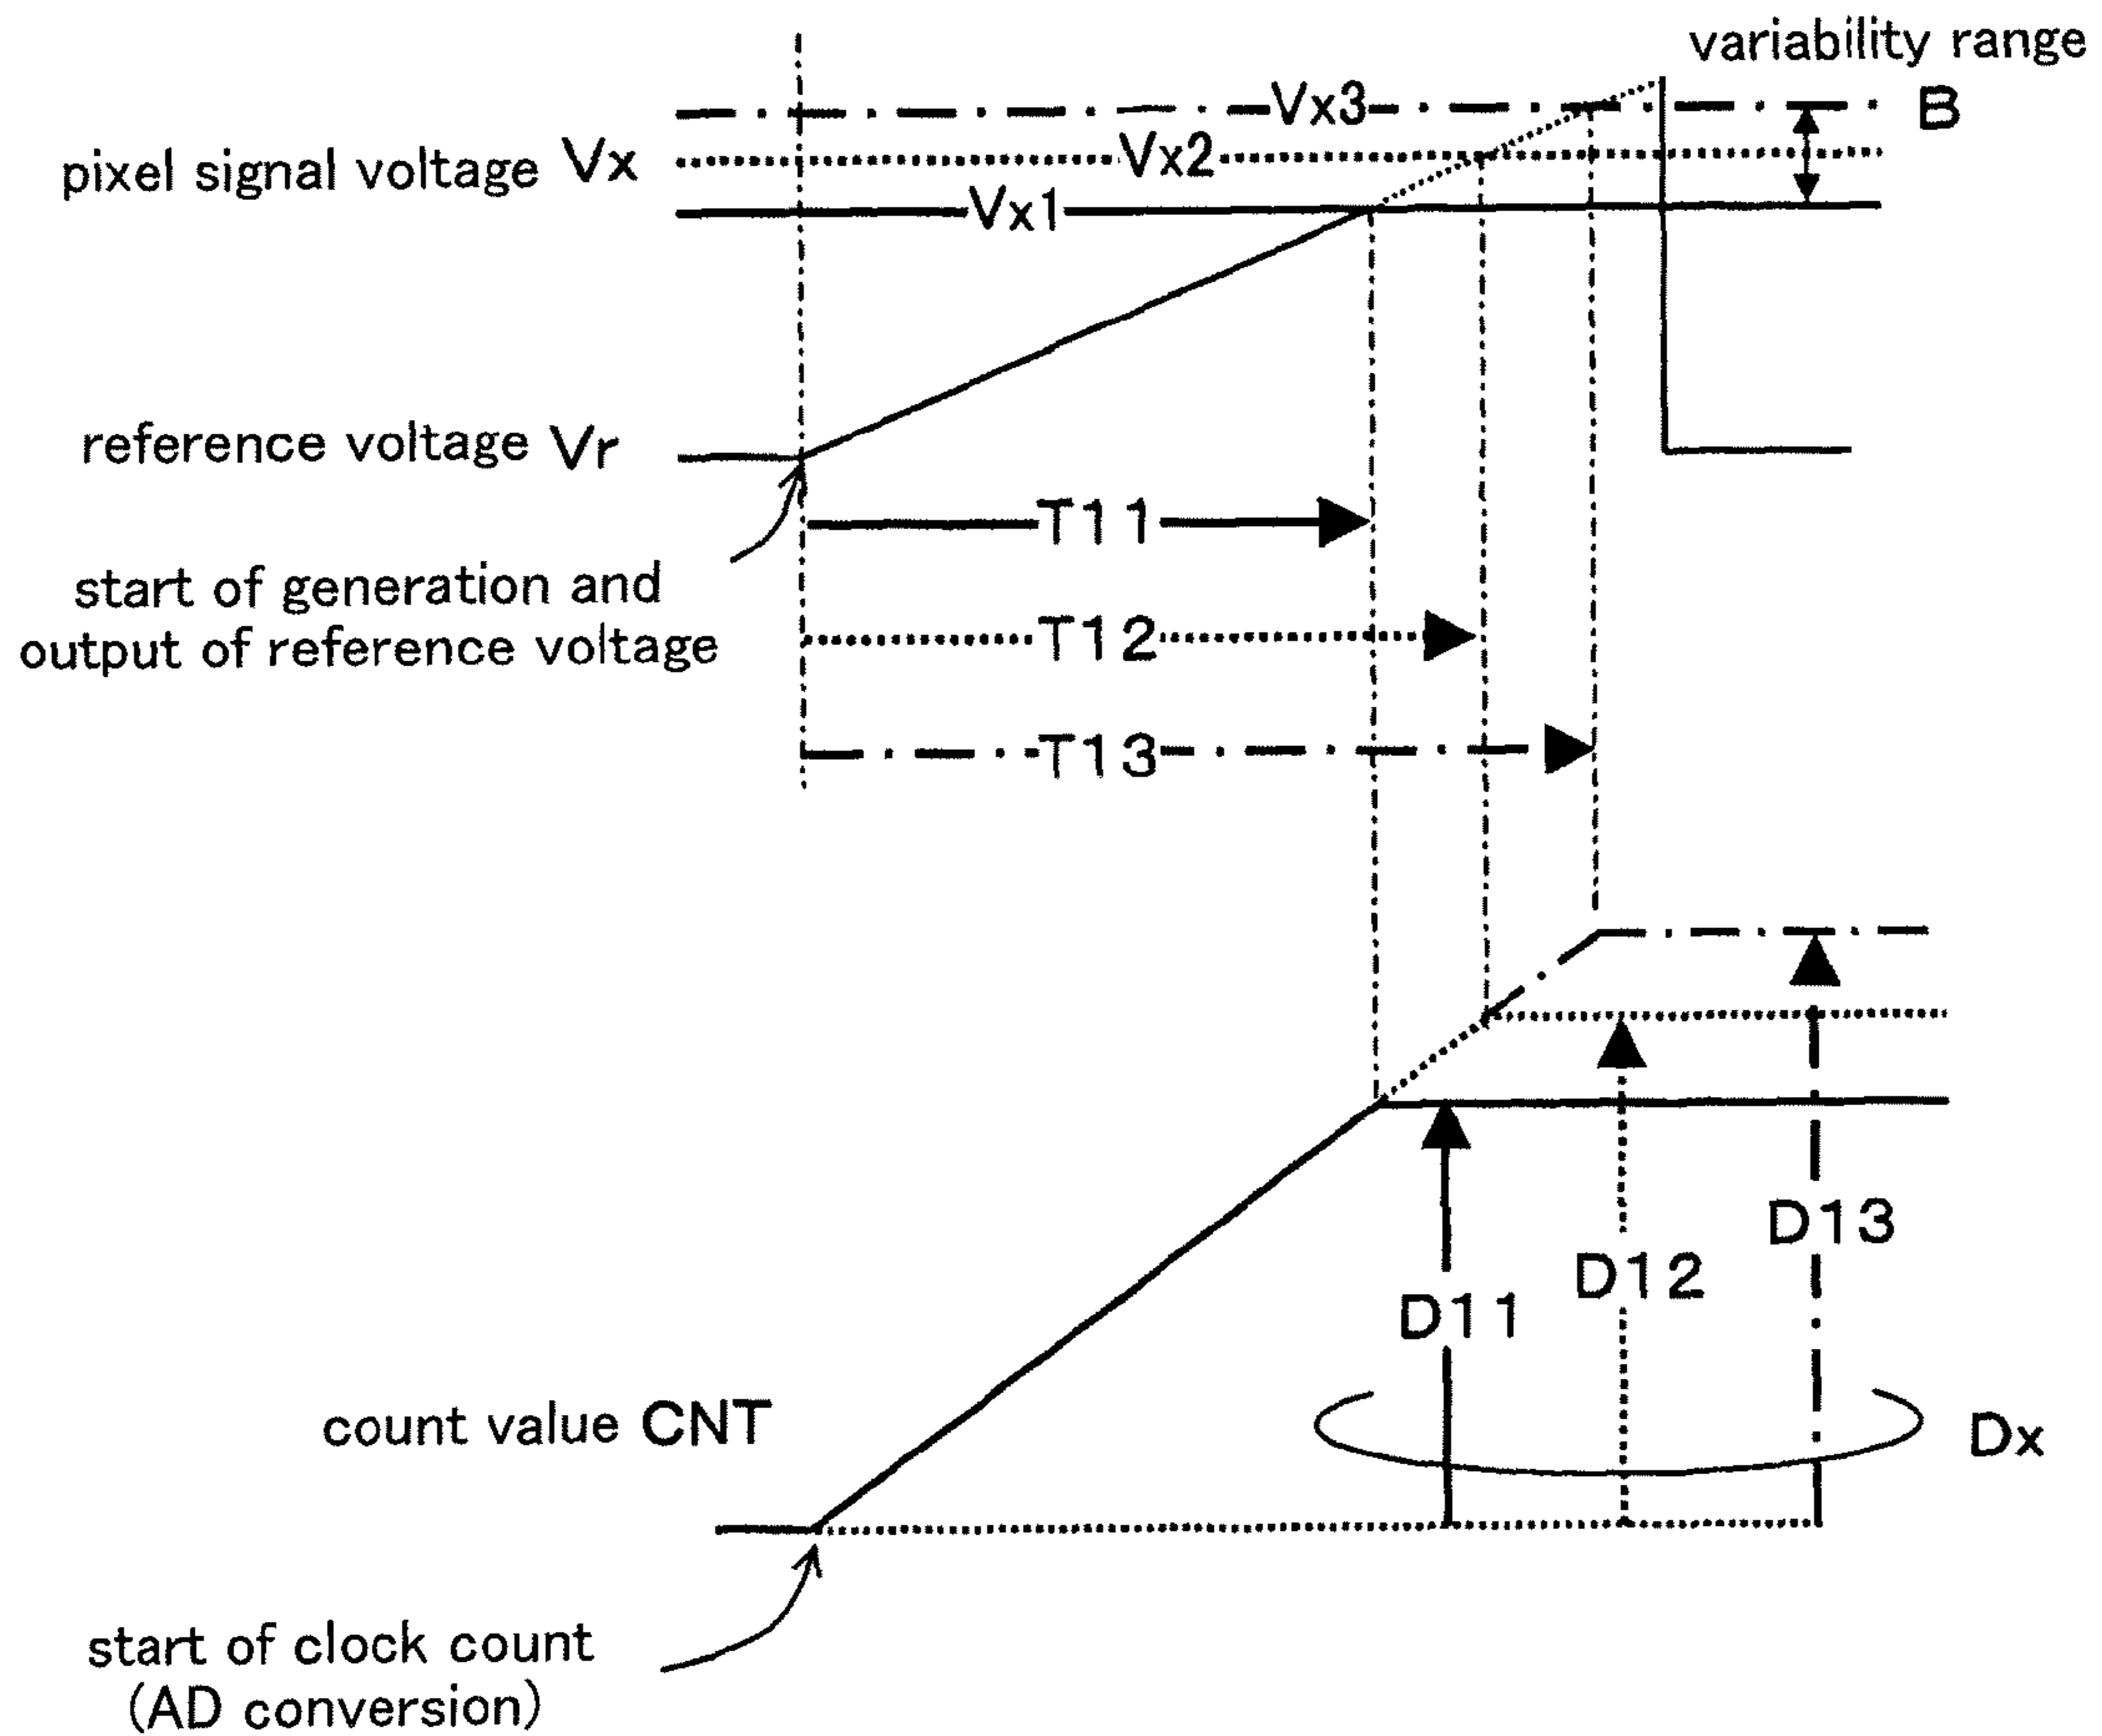 variability range
B
Vx3
pixel signal voltage Vx
Vx2
Vx1
reference voltage Vr
T11
start of generation and
output of reference voltage
T12
T13
D13
D12
D11
count value CNT
Dx
start of clock count
(AD conversion)